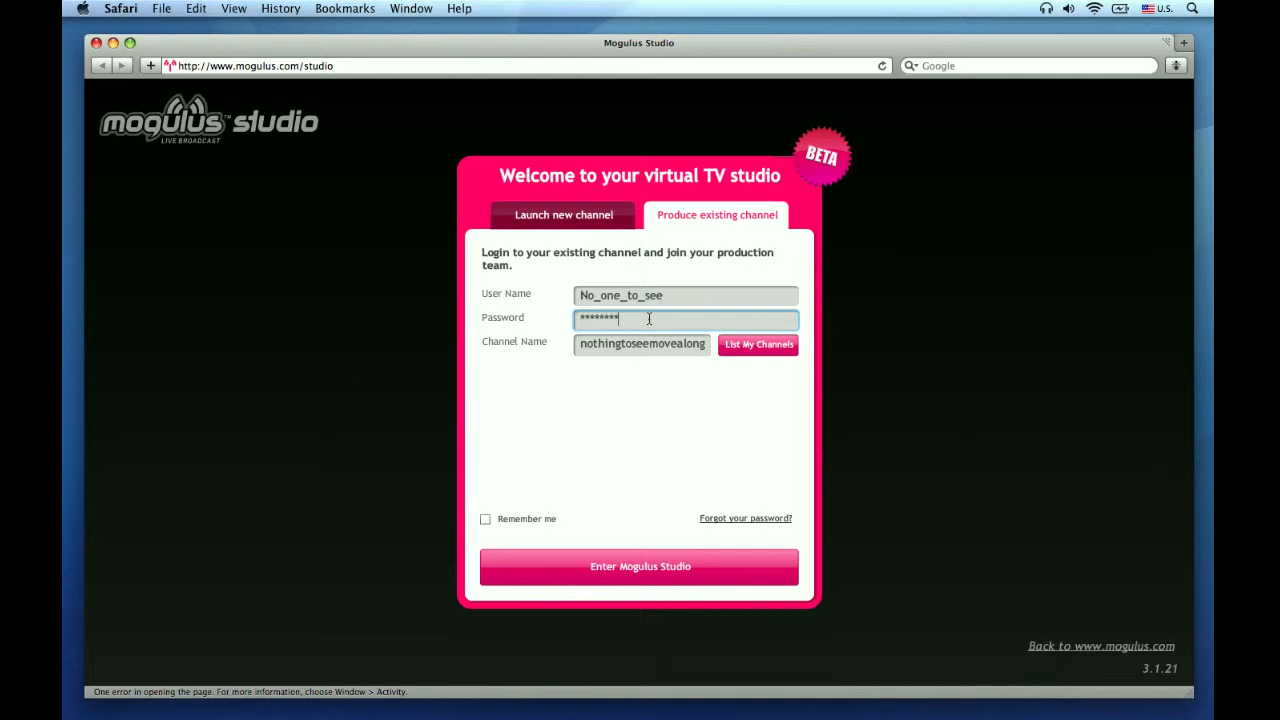 Safari File Edit View History Bookmarks Window Help U.S.
Mogulus Studio
http://www.mogulus.com/studio
Google
mogulus™ studio
LIVE BROADCAST
BETA
Welcome to your virtual TV studio
Launch new channel
Produce existing channel
Login to your existing channel and join your production
team.
User Name No_one_to_see
Password ********
Channel Name nothingtoseemovealong List My Channels
Remember me Forgot your password?
Enter Mogulus Studio
Back to www.mogulus.com
3.1.21
One error in opening the page. For more information, choose Window > Activity.